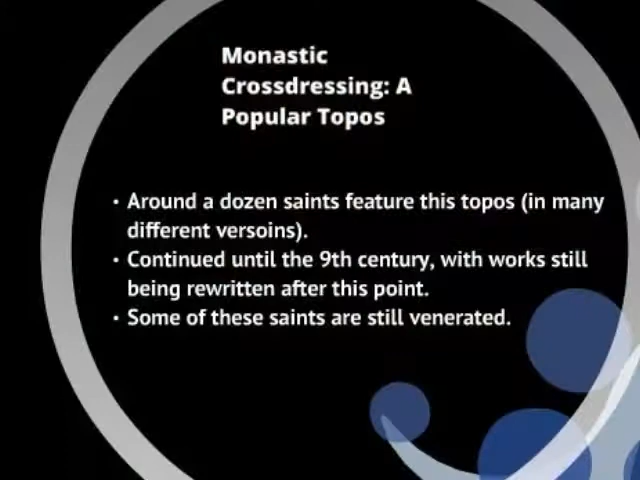 Monastic
Crossdressing: A
Popular Topos
• Around a dozen saints feature this topos (in many
different versoins).
• Continued until the 9th century, with works still
being rewritten after this point.
• Some of these saints are still venerated.